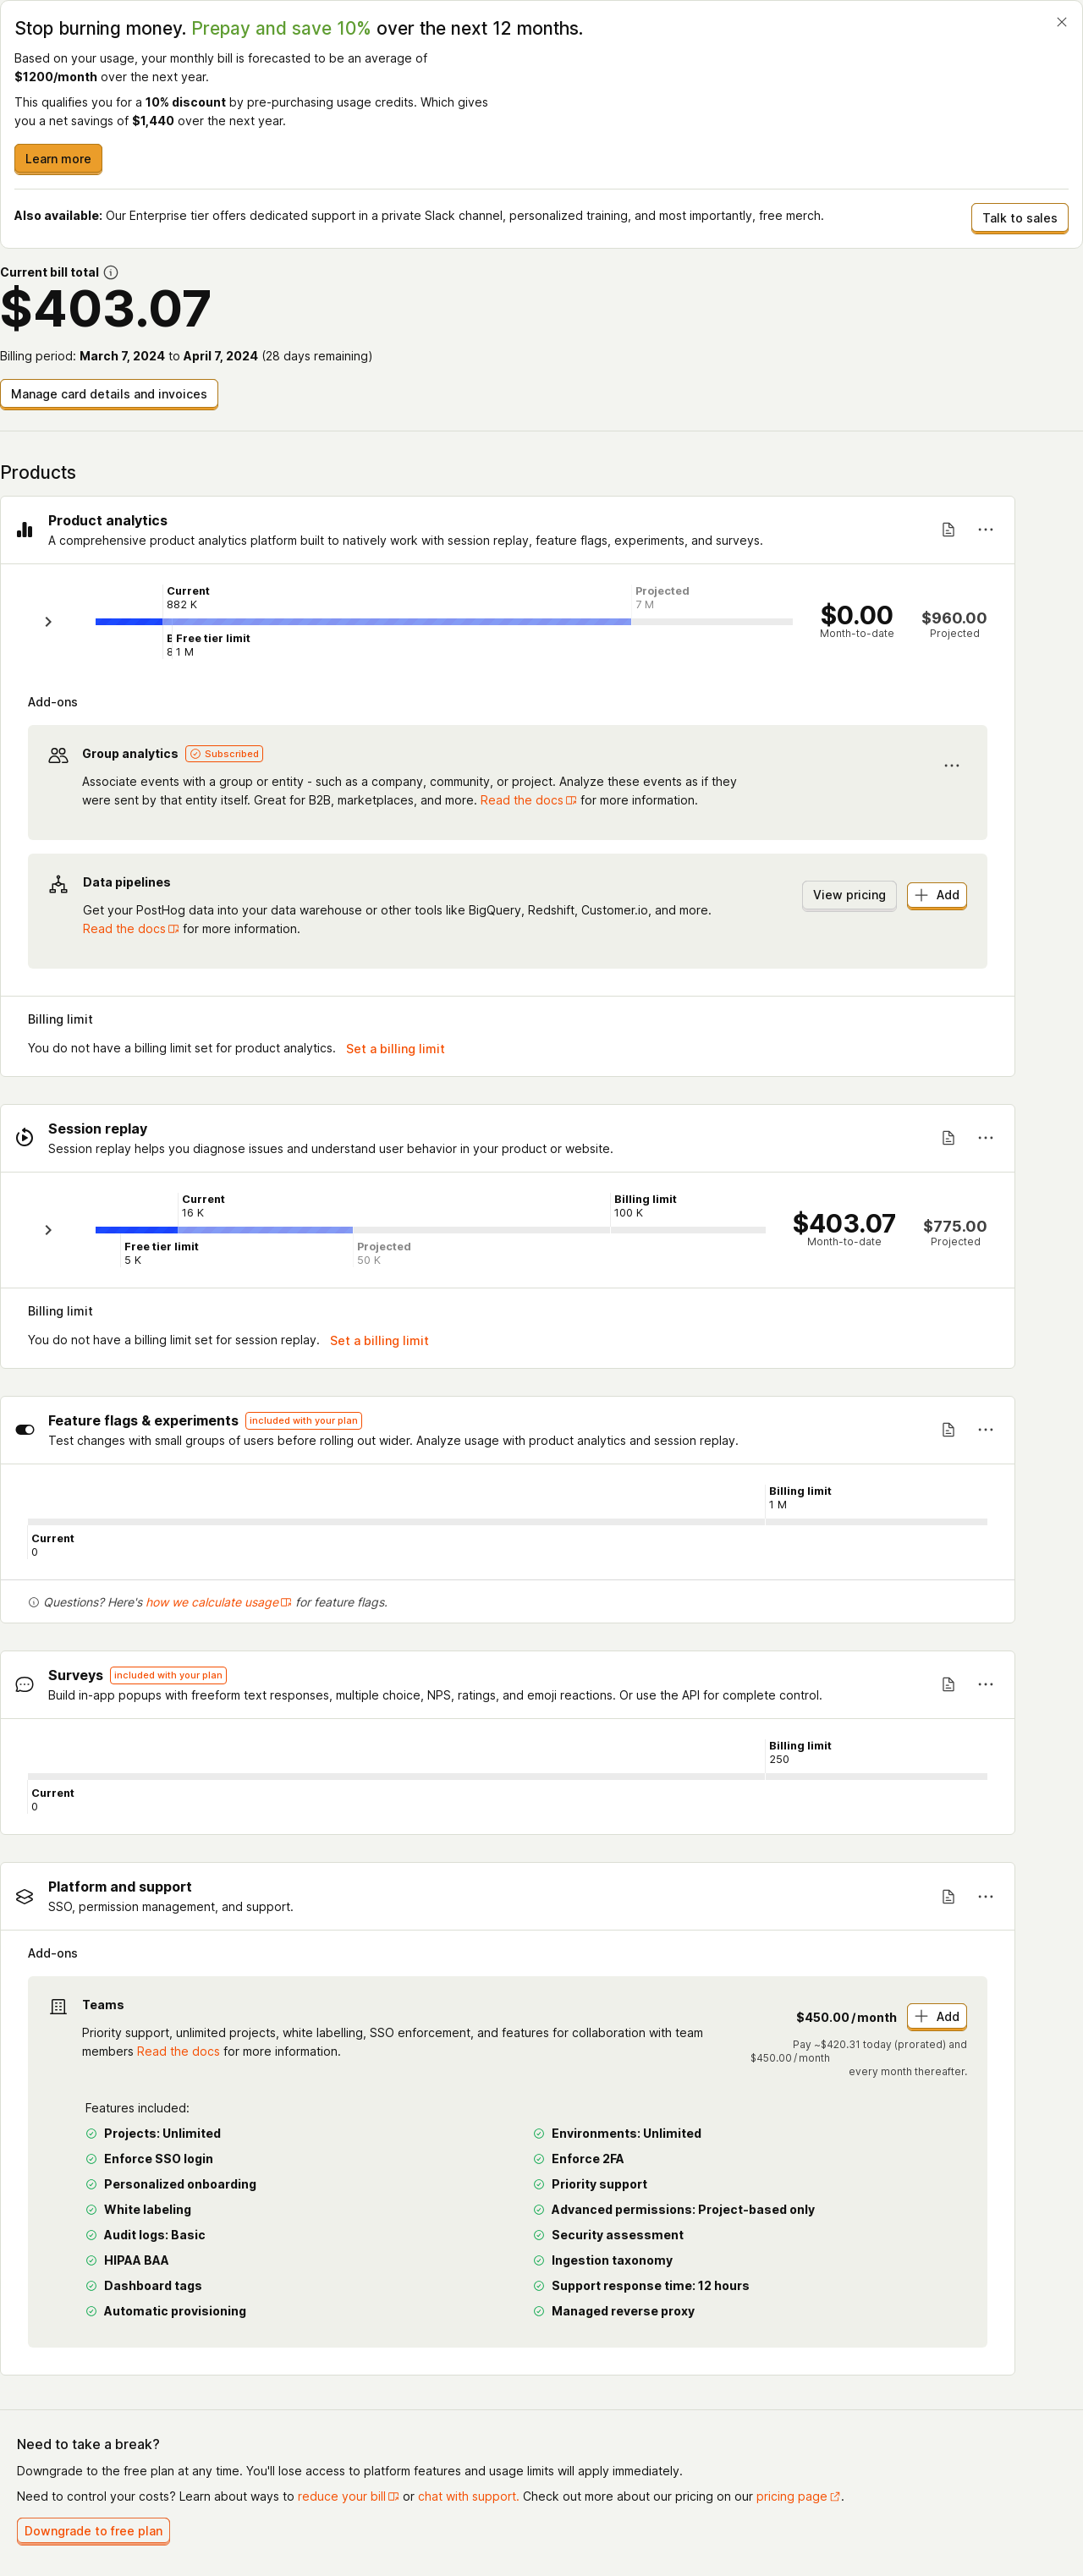 Stop burning money. Prepay and save 10% over the next 12 months.
Based on your usage, your monthly bill is forecasted to be an average of
$1200/month over the next year.
This qualifies you for a 10% discount by pre-purchasing usage credits. Which gives
you a net savings of $1,440 over the next year.
Learn more
Also available: Our Enterprise tier offers dedicated support in a private Slack channel, personalized training, and most importantly, free merch.
Talk to sales
Current bill total
$403.07
Billing period: March 7, 2024 to April 7, 2024 (28 days remaining)
Manage card details and invoices
Products
Product analytics
A comprehensive product analytics platform built to natively work with session replay, feature flags, experiments, and surveys.
Current
882 K
Projected
7 M
Free tier limit
1 M
$0.00
Month-to-date
$960.00
Projected
Add-ons
Group analytics Subscribed
Associate events with a group or entity - such as a company, community, or project. Analyze these events as if they
were sent by that entity itself. Great for B2B, marketplaces, and more. Read the docs for more information.
Data pipelines
Get your PostHog data into your data warehouse or other tools like BigQuery, Redshift, Customer.io, and more.
Read the docs for more information.
View pricing
Add
Billing limit
You do not have a billing limit set for product analytics. Set a billing limit
Session replay
Session replay helps you diagnose issues and understand user behavior in your product or website.
Current
16 K
Billing limit
100 K
Free tier limit
5 K
Projected
50 K
$403.07
Month-to-date
$775.00
Projected
Billing limit
You do not have a billing limit set for session replay. Set a billing limit
Feature flags & experiments included with your plan
Test changes with small groups of users before rolling out wider. Analyze usage with product analytics and session replay.
Billing limit
1 M
Current
0
Questions? Here's how we calculate usage for feature flags.
Surveys included with your plan
Build in-app popups with freeform text responses, multiple choice, NPS, ratings, and emoji reactions. Or use the API for complete control.
Billing limit
250
Current
0
Platform and support
SSO, permission management, and support.
Add-ons
Teams
Priority support, unlimited projects, white labelling, SSO enforcement, and features for collaboration with team
members Read the docs for more information.
$450.00/month
Add
Pay ~$420.31 today (prorated) and
$450.00/month
every month thereafter.
Features included:
Projects: Unlimited
Environments: Unlimited
Enforce SSO login
Enforce 2FA
Personalized onboarding
Priority support
White labeling
Advanced permissions: Project-based only
Audit logs: Basic
Security assessment
HIPAA BAA
Ingestion taxonomy
Dashboard tags
Support response time: 12 hours
Automatic provisioning
Managed reverse proxy
Need to take a break?
Downgrade to the free plan at any time. You'll lose access to platform features and usage limits will apply immediately.
Need to control your costs? Learn about ways to reduce your bill or chat with support. Check out more about our pricing on our pricing page.
Downgrade to free plan